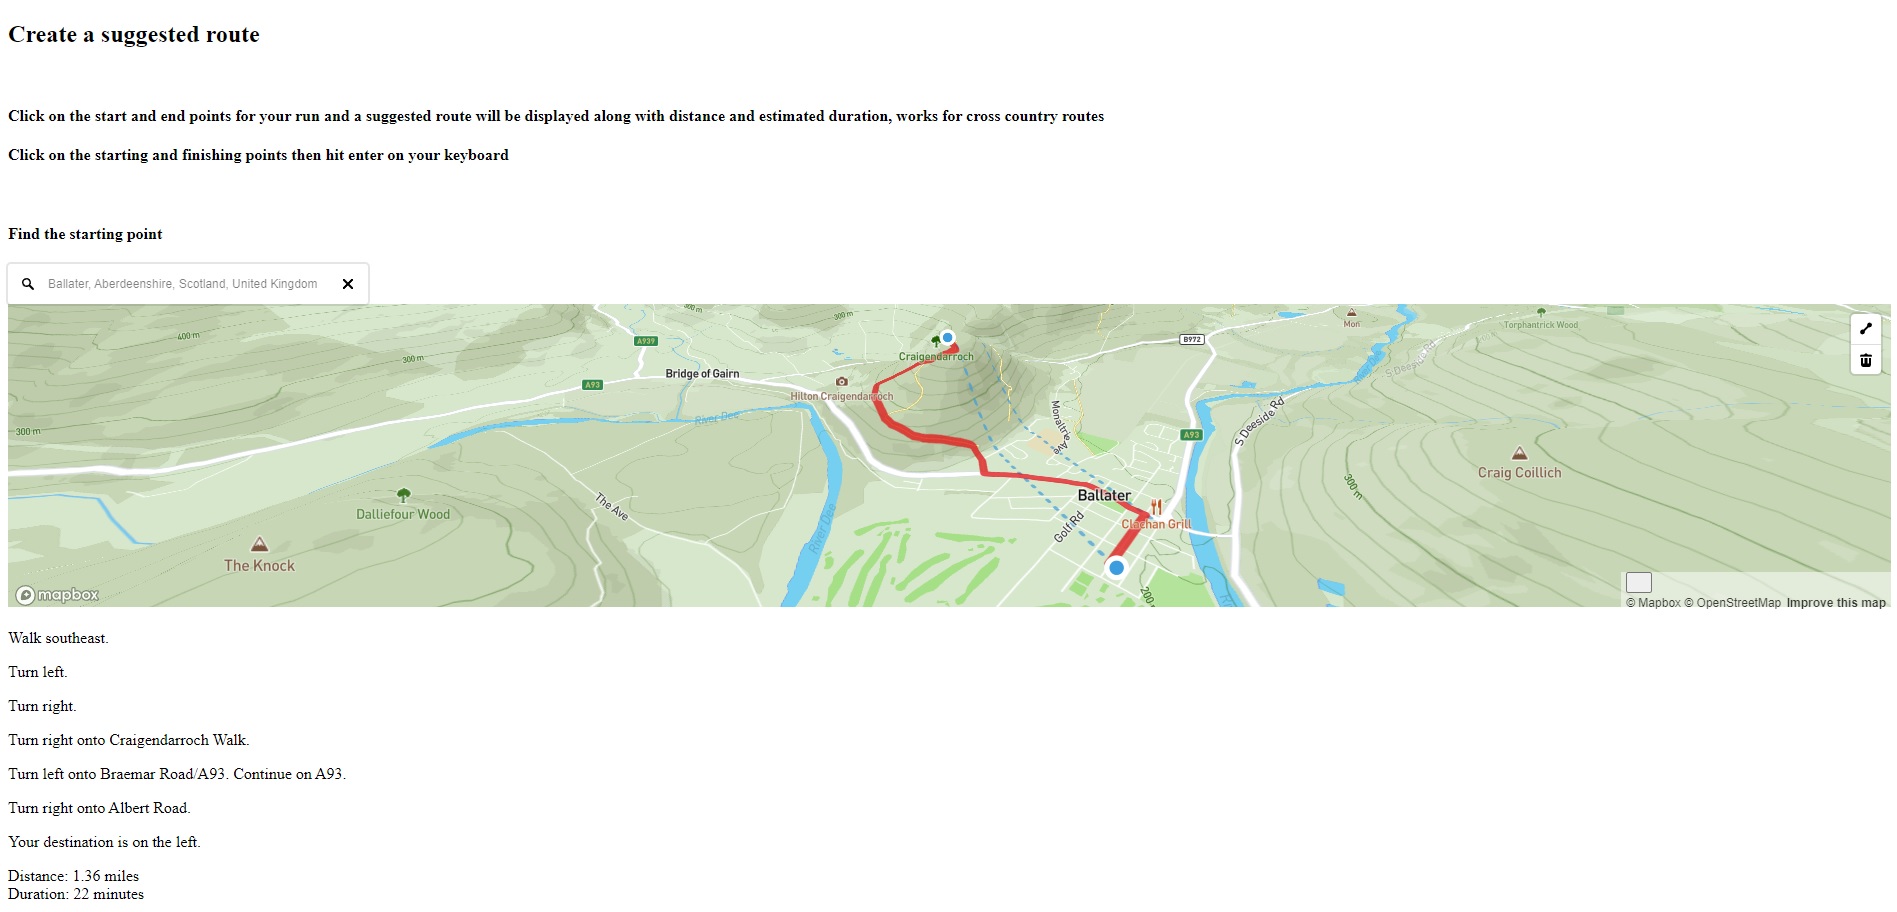 Create a suggested route
Click on the start and end points for your run and a suggested route will be displayed along with distance and estimated duration, works for cross country routes
Click on the starting and finishing points then hit enter on your keyboard
Find the starting point
Ballater, Aberdeenshire, Scotland, United Kingdom
300 m
300 m
400 m
A939
300 m
A93
Bridge of Gairn
Craigendarroch
Hilton Craigendarroch
B972
Mon
Torphantrick Wood
S Deeside Rd
River Dee
Monaltrie Ave
S Deeside Rd
A93
300 m
Craig Coillich
300 m
Dalliefour Wood
The Ave
River Dee
Ballater
Golf Rd
Clachan Grill
The Knock
200
mapbox
© Mapbox © OpenStreetMap Improve this map
Walk southeast.
Turn left.
Turn right.
Turn right onto Craigendarroch Walk.
Turn left onto Braemar Road/A93. Continue on A93.
Turn right onto Albert Road.
Your destination is on the left.
Distance: 1.36 miles
Duration: 22 minutes